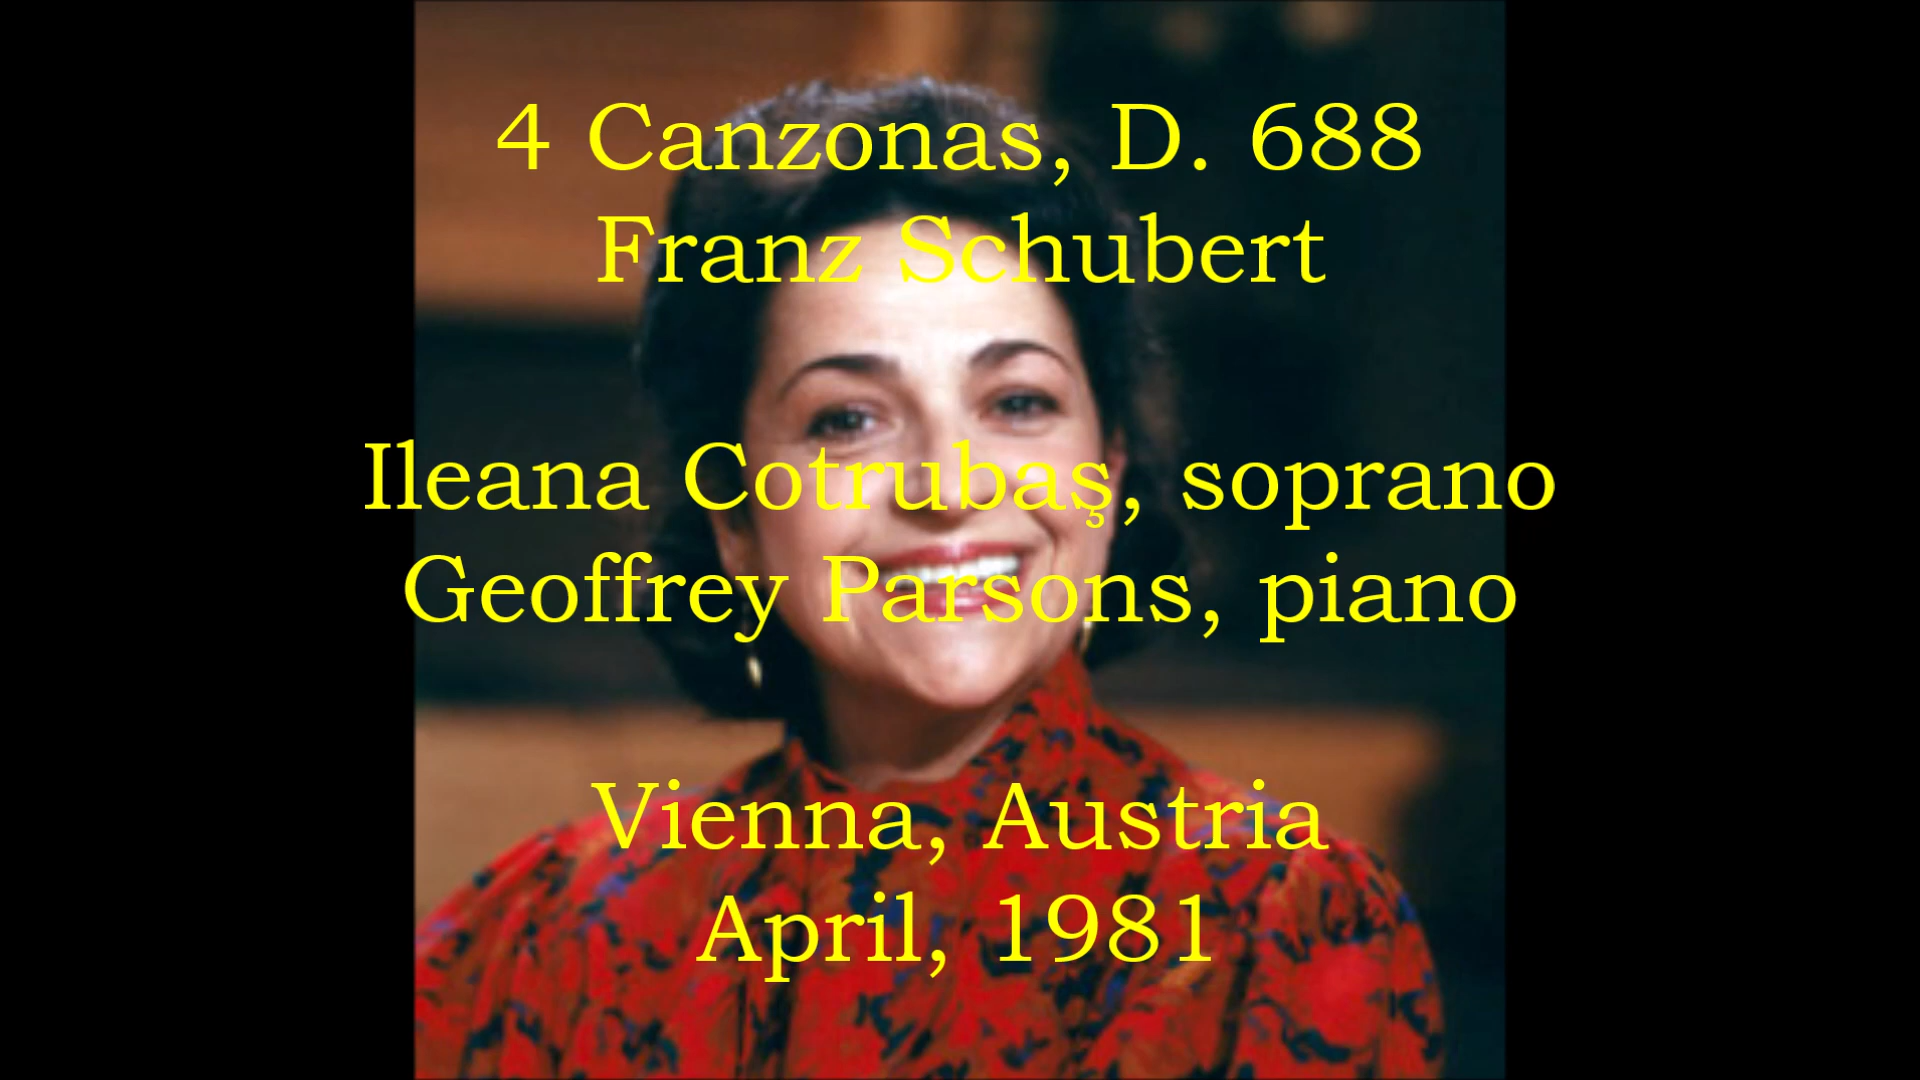 4 Canzonas, D. 688
Franz Schubert
Ileana Cotrubaş, soprano
Geoffrey Parsons, piano
Vienna, Austria
April, 1981